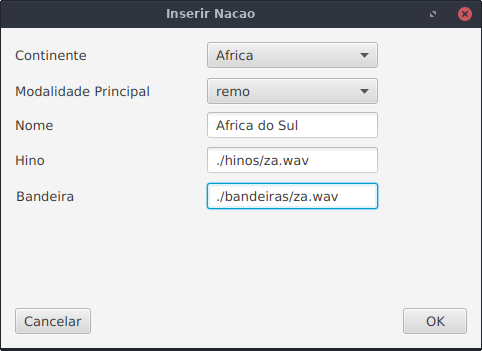 Inserir Nacao
Continente Africa
Modalidade Principal remo
Nome Africa do Sul
Hino ./hinos/za.wav
Bandeira ./bandeiras/za.wav
Cancelar OK